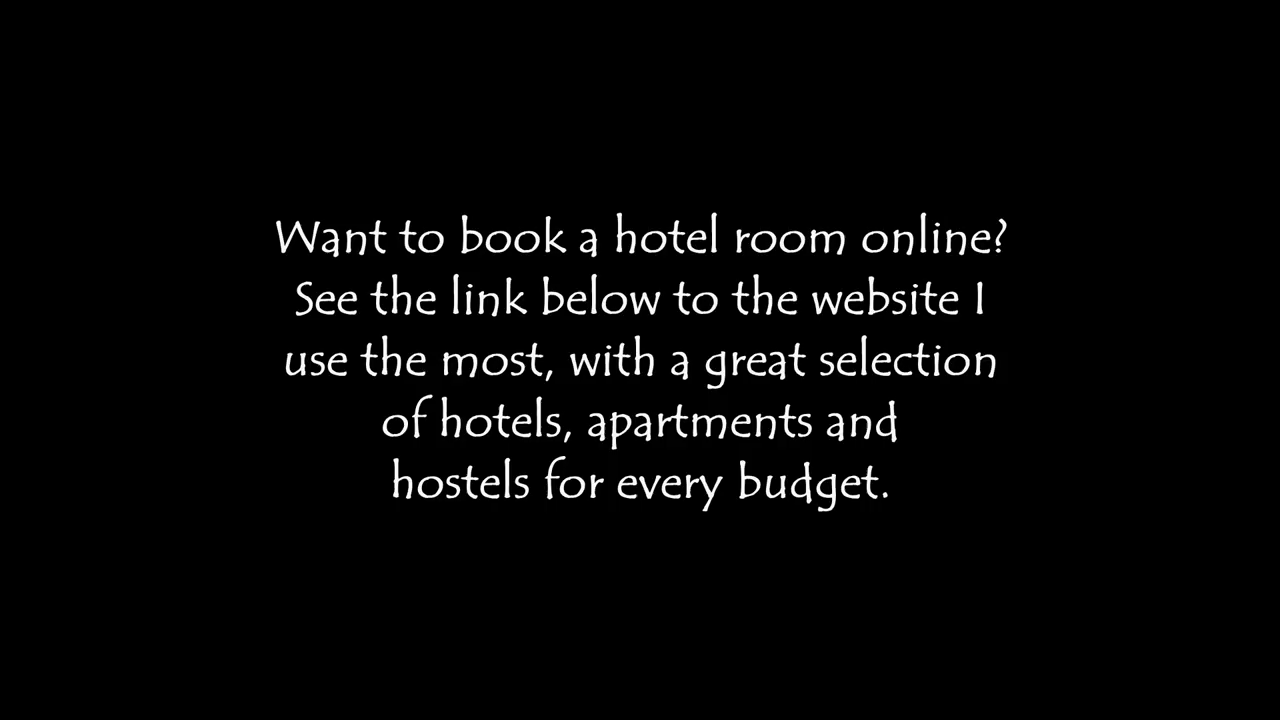 Want to book a hotel room online?
See the link below to the website I
use the most, with a great selection
of hotels, apartments and
hostels for every budget.